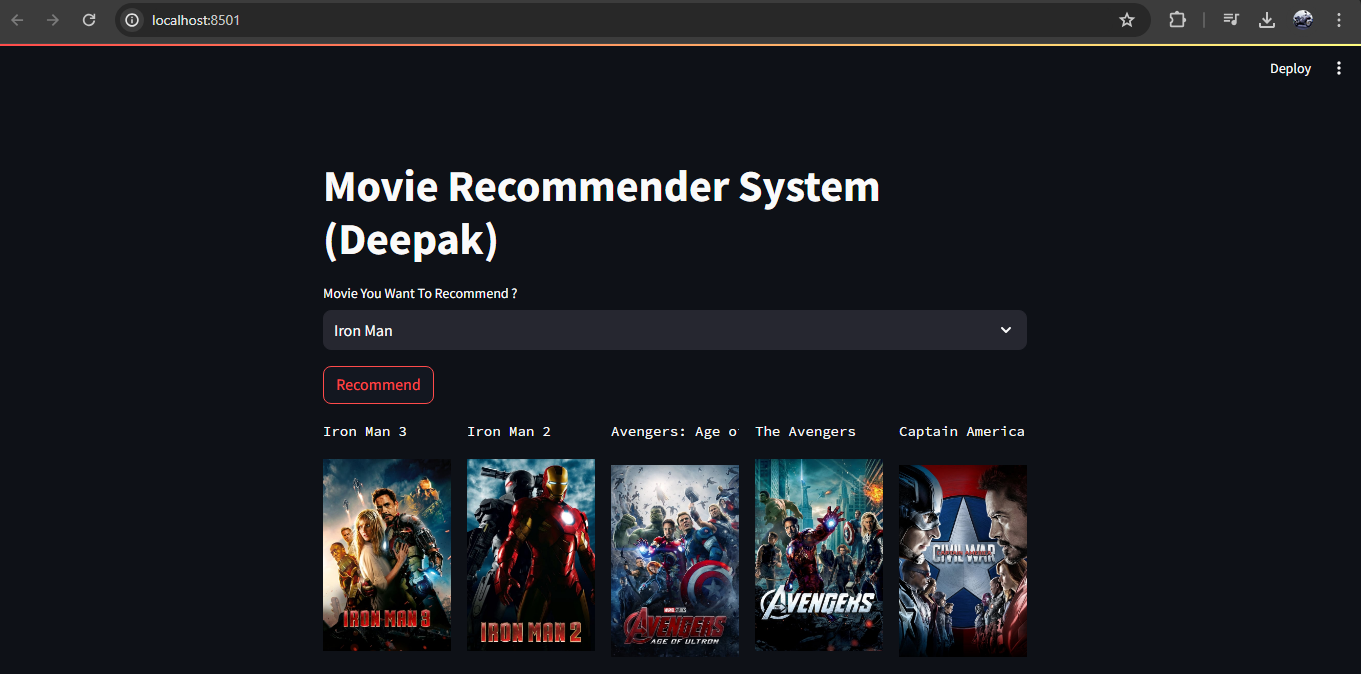 localhost:8501
Deploy
Movie Recommender System
(Deepak)
Movie You Want To Recommend ?
Iron Man
Recommend
Iron Man 3
Iron Man 2
Avengers: Age o
The Avengers
Captain America
IRON MAN 3
IRON MAN 2
MARVEL STUDIOS
AVENGERS
AGE OF ULTRON
AVENGERS
CIVIL WAR